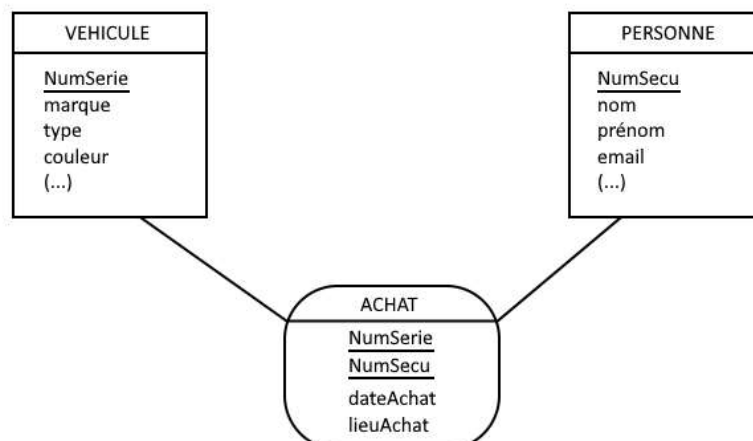 VEHICULE
NumSerie
marque
type
couleur
(...)
PERSONNE
NumSecu
nom
prénom
email
(...)
ACHAT
NumSerie
NumSecu
dateAchat
lieuAchat